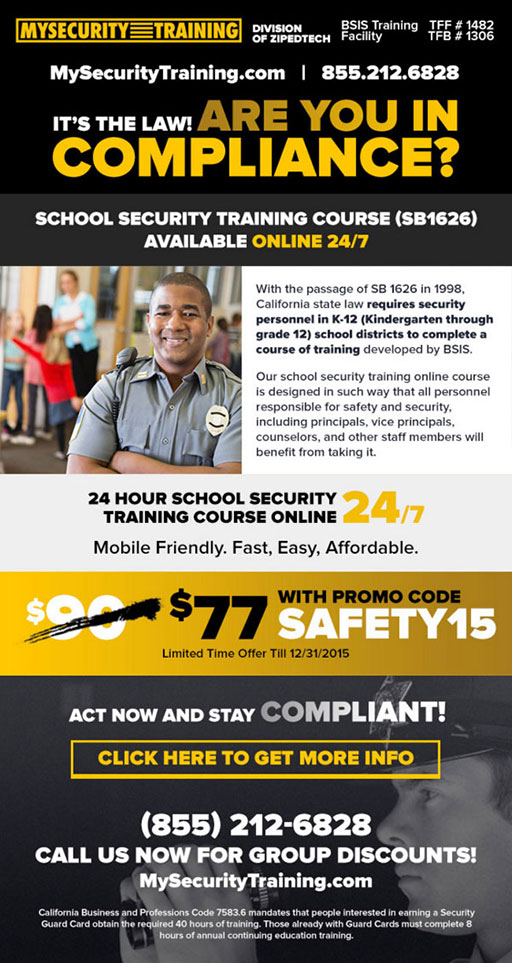 MYSECURITY TRAINING
DIVISION
OF ZIPEDTECH
BSIS Training
Facility
TFF # 1482
TFB # 1306
MySecurityTraining.com | 855.212.6828
IT'S THE LAW! ARE YOU IN
COMPLIANCE?
SCHOOL SECURITY TRAINING COURSE (SB1626)
AVAILABLE ONLINE 24/7
With the passage of SB 1626 in 1998,
California state law requires security
personnel in K-12 (Kindergarten through
grade 12) school districts to complete a
course of training developed by BSIS.
Our school security training online course
is designed in such way that all personnel
responsible for safety and security,
including principals, vice principals,
counselors, and other staff members will
benefit from taking it.
24 HOUR SCHOOL SECURITY
TRAINING COURSE ONLINE 24/7
Mobile Friendly. Fast, Easy, Affordable.
$90 $77 WITH PROMO CODE
SAFETY15
Limited Time Offer Till 12/31/2015
ACT NOW AND STAY COMPLIANT!
CLICK HERE TO GET MORE INFO
(855) 212-6828
CALL US NOW FOR GROUP DISCOUNTS!
MySecurityTraining.com
California Business and Professions Code 7583.6 mandates that people interested in earning a Security
Guard Card obtain the required 40 hours of training. Those already with Guard Cards must complete 8
hours of annual continuing education training.